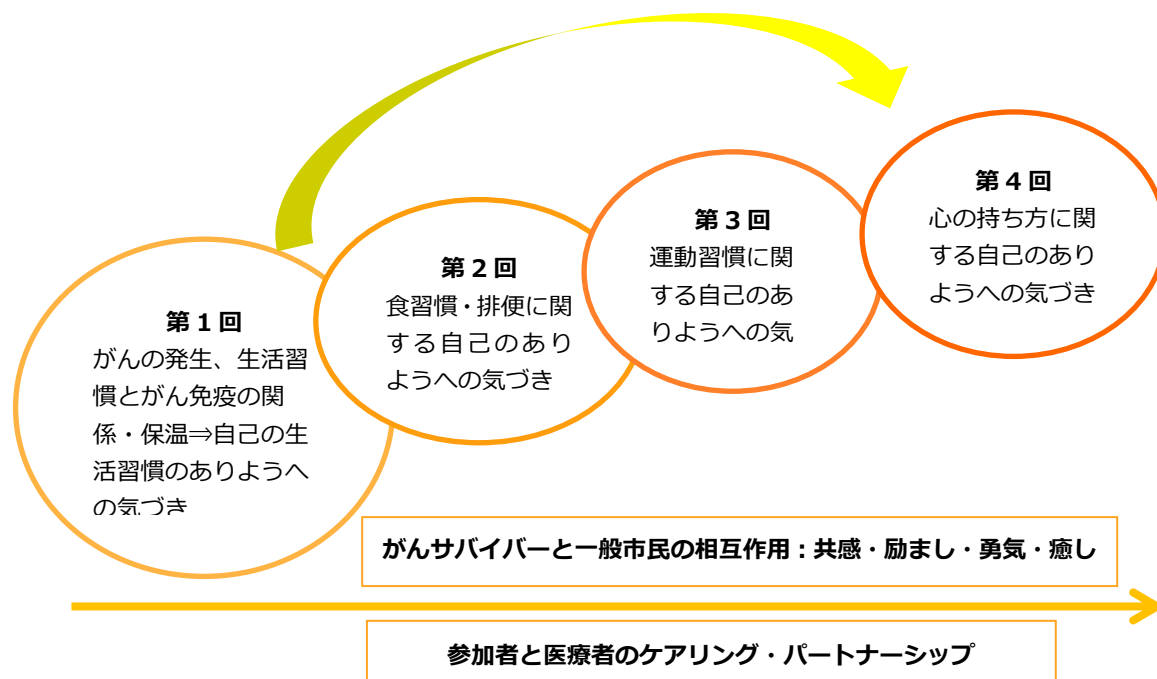 第１回
がんの発生、生活習
慣とがん免疫の関
係・保温⇒自己の生
活習慣のありようへ
の気づき
第２回
食習慣・排便に関
する自己のあり
ようへの気づき
第３回
運動習慣に関
する自己のあ
りようへの気
第４回
心の持ち方に関
する自己のあり
ようへの気づき
がんサバイバーと一般市民の相互作用：共感・励まし・勇気・癒し
参加者と医療者のケアリング・パートナーシップ